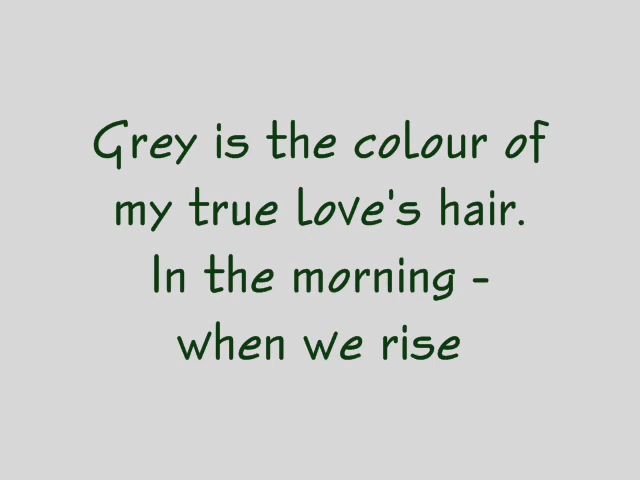 Grey is the colour of
my true love's hair.
In the morning -
when we rise